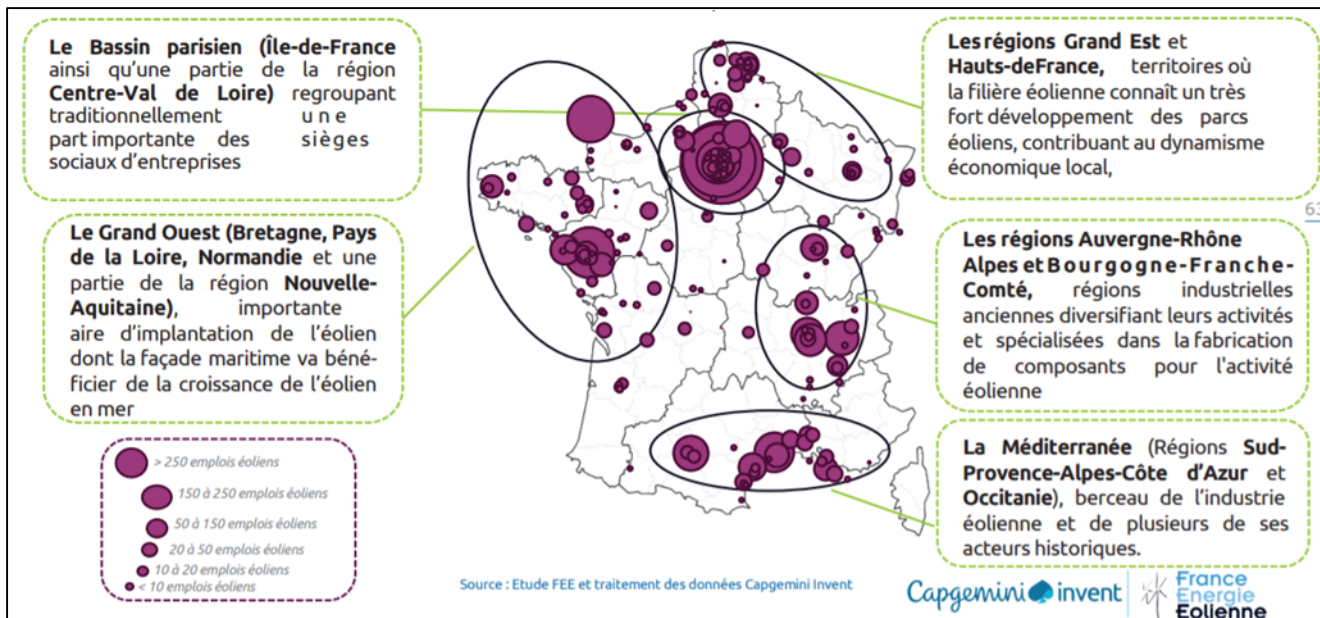 Le Bassin parisien (Île-de-France
ainsi qu'une partie de la région
Centre-Val de Loire) regroupant
traditionnellement une
part importante des sièges
sociaux d'entreprises
Le Grand Ouest (Bretagne, Pays
de la Loire, Normandie et une
partie de la région Nouvelle-
Aquitaine), importante
aire d'implantation de l'éolien
dont la façade maritime va béné-
ficier de la croissance de l'éolien
en mer
> 250 emplois éoliens
150 à 250 emplois éoliens
50 à 150 emplois éoliens
20 à 50 emplois éoliens
10 à 20 emplois éoliens
< 10 emplois éoliens
Les régions Grand Est et
Hauts-deFrance, territoires où
la filière éolienne connaît un très
fort développement des parcs
éoliens, contribuant au dynamisme
économique local,
63
Les régions Auvergne-Rhône
Alpes et Bourgogne-Franche-
Comté, régions industrielles
anciennes diversifiant leurs activités
et spécialisées dans la fabrication
de composants pour l'activité
éolienne
La Méditerranée (Régions Sud-
Provence-Alpes-Côte d'Azur et
Occitanie), berceau de l'industrie
éolienne et de plusieurs de ses
acteurs historiques.
Source : Etude FEE et traitement des données Capgemini Invent
Capgemini invent
France
Energie
Eolienne